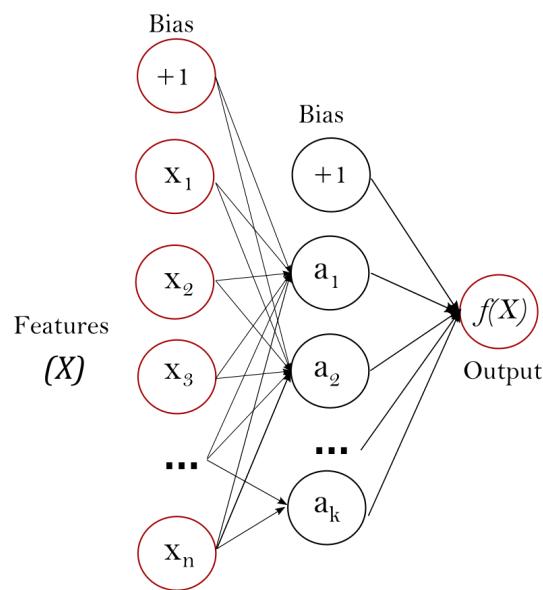 Bias
+1
x₁
x₂
Features
(X)
x₃
...
xₙ
Bias
+1
a₁
a₂
...
aₖ
f(X)
Output